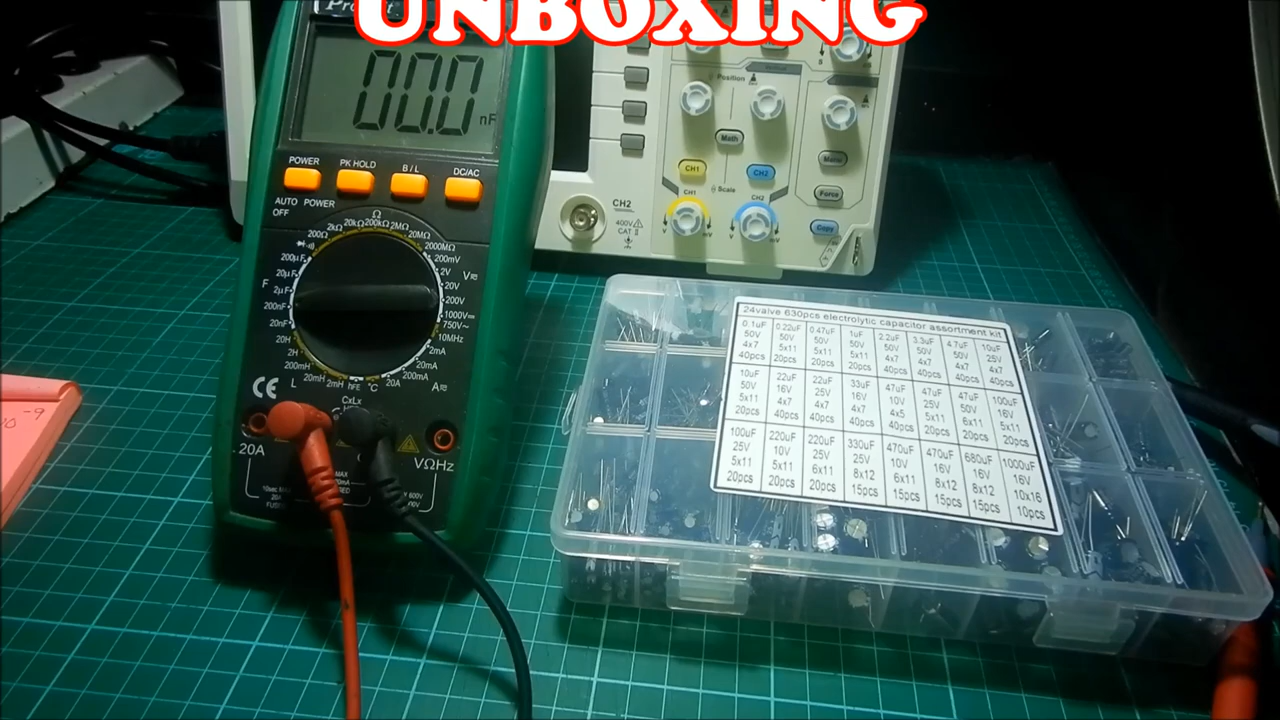 UNBOXING
00.0 nF
POWER PK HOLD B / L DC/AC
AUTO POWER
OFF
Ω
200Ω 2kΩ 20kΩ 200kΩ 2MΩ 20MΩ 2000MΩ
200mV
2V
20V
200V
1000V
750V~
10MHz
2mA
20mA
200mA
20A
°C
hFE
2mH
20mH
200mH
2H
20H
20nF
200nF
2µF
20µF
200µF
F
L
V
A
CE
CxLx
20A
VΩHz
Position
Math
Menu
CH1 CH2
Force
Scale
CH1 CH2
Copy
CH2
400V
CAT II
24valve 630pcs electrolytic capacitor assortment kit
0.1uF 0.22uF 0.47uF 1uF 2.2uF 3.3uF 4.7uF 10uF
50V 50V 50V 50V 50V 50V 50V 25V
4x7 5x11 5x11 5x11 4x7 4x7 4x7 4x7
40pcs 20pcs 20pcs 20pcs 40pcs 40pcs 40pcs 40pcs
10uF 22uF 22uF 33uF 47uF 47uF 47uF 100uF
50V 16V 25V 16V 10V 25V 50V 16V
5x11 4x7 4x7 4x7 4x5 5x11 6x11 5x11
20pcs 40pcs 40pcs 40pcs 40pcs 20pcs 20pcs 20pcs
100uF 220uF 220uF 330uF 470uF 470uF 680uF 1000uF
25V 10V 25V 25V 10V 16V 16V 16V
5x11 5x11 6x11 8x12 6x11 8x12 8x12 10x16
20pcs 20pcs 20pcs 15pcs 15pcs 15pcs 15pcs 10pcs